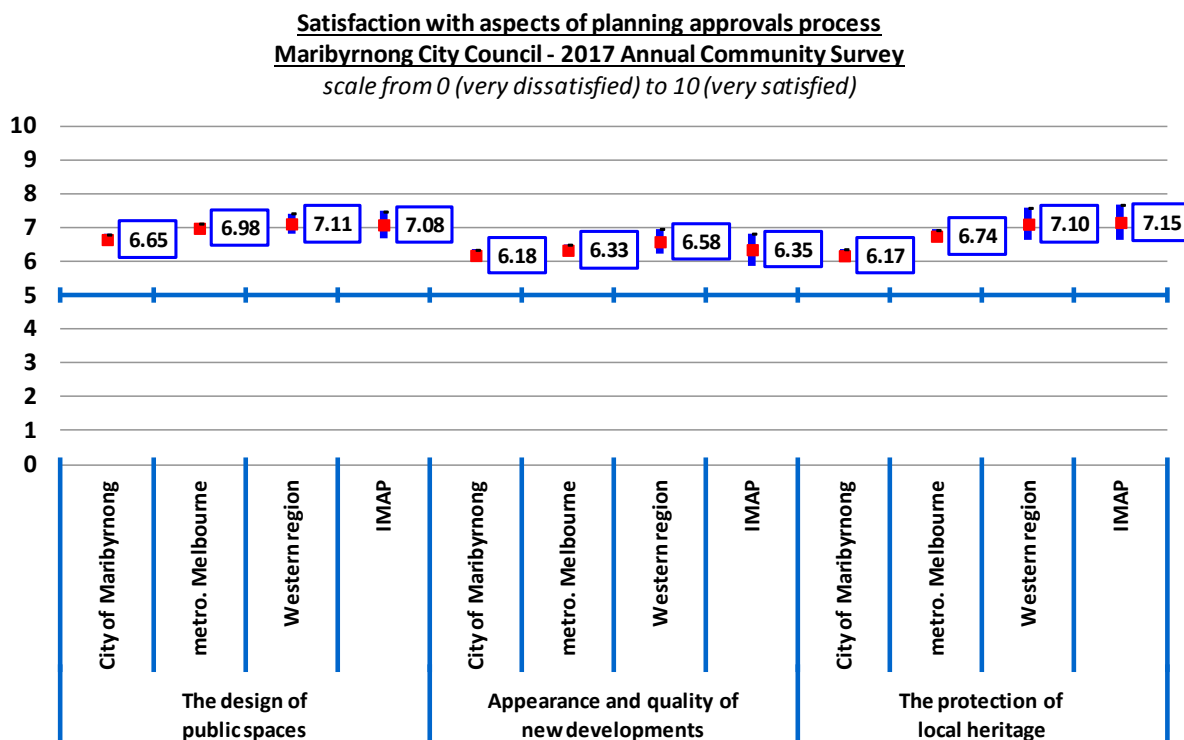 Satisfaction with aspects of planning approvals process
Maribyrnong City Council - 2017 Annual Community Survey
scale from 0 (very dissatisfied) to 10 (very satisfied)
10
9
8
7
6
5
4
3
2
1
0
6.65
6.98
7.11
7.08
6.18
6.33
6.58
6.35
6.17
6.74
7.10
7.15
City of Maribyrnong
metro. Melbourne
Western region
IMAP
City of Maribyrnong
metro. Melbourne
Western region
IMAP
City of Maribyrnong
metro. Melbourne
Western region
IMAP
The design of
public spaces
Appearance and quality of
new developments
The protection of
local heritage